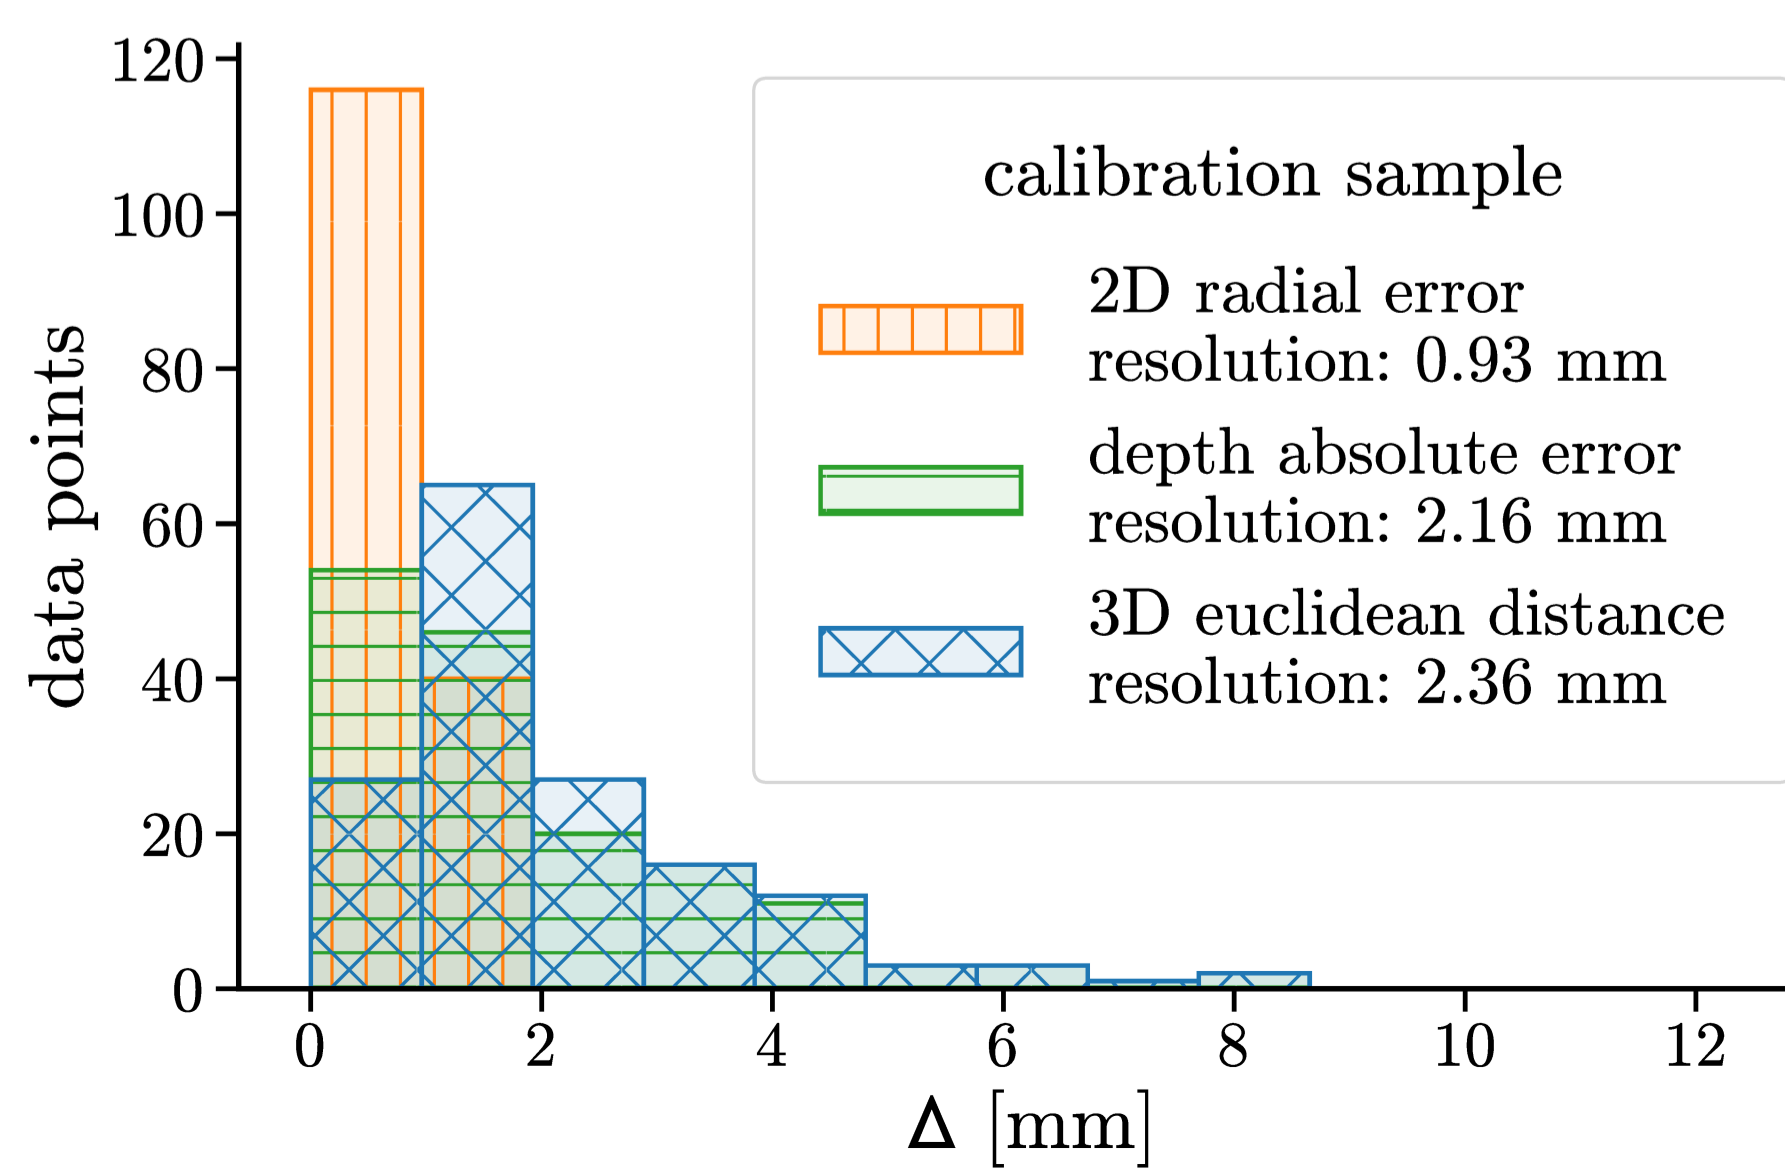 120
100
80
60
40
20
0
data points
0 2 4 6 8 10 12
Δ [mm]
calibration sample
2D radial error
resolution: 0.93 mm
depth absolute error
resolution: 2.16 mm
3D euclidean distance
resolution: 2.36 mm